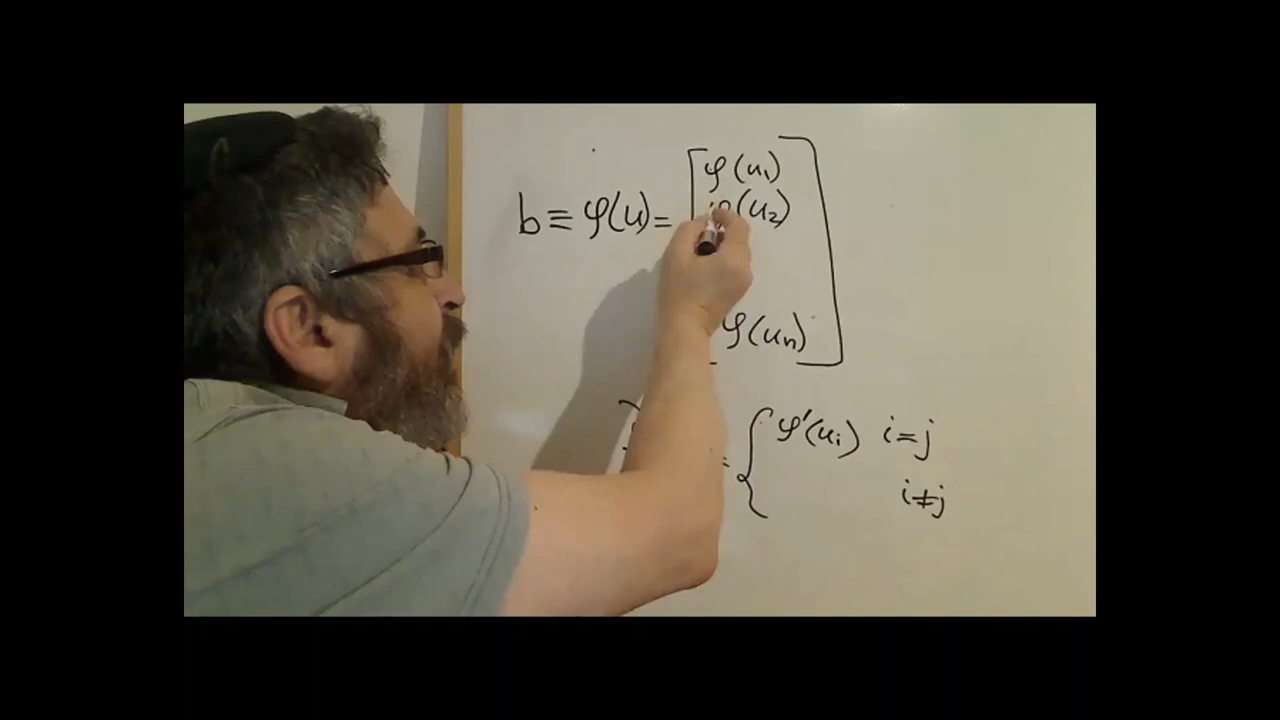 φ(u₁)
b ≡ φ(u) = φ(u₂)
φ(uₙ)
= { φ'(uᵢ) i=j
i≠j